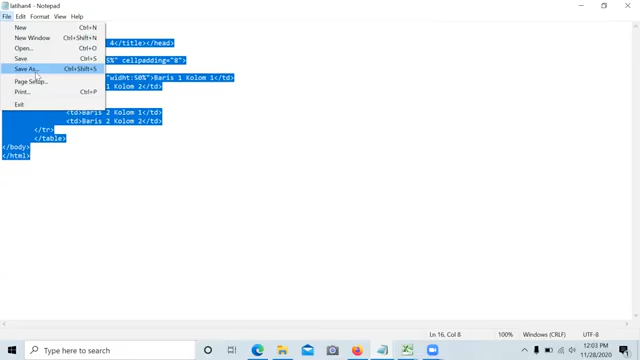 latihan4 - Notepad
File Edit Format View Help
New Ctrl+N
New Window Ctrl+Shift+N
Open... Ctrl+O
Save Ctrl+S
Save As... Ctrl+Shift+S
Page Setup...
Print... Ctrl+P
Exit
4</title></head>
5%" cellpadding="8">
"widht:50%">Baris 1 Kolom 1</td>
1 Kolom 2</td>
<td>Baris 2 Kolom 1</td>
<td>Baris 2 Kolom 2</td>
</tr>
</table>
</body>
</html>
Ln 16, Col 8 100% Windows (CRLF) UTF-8
Type here to search
12:03 PM
11/28/2020